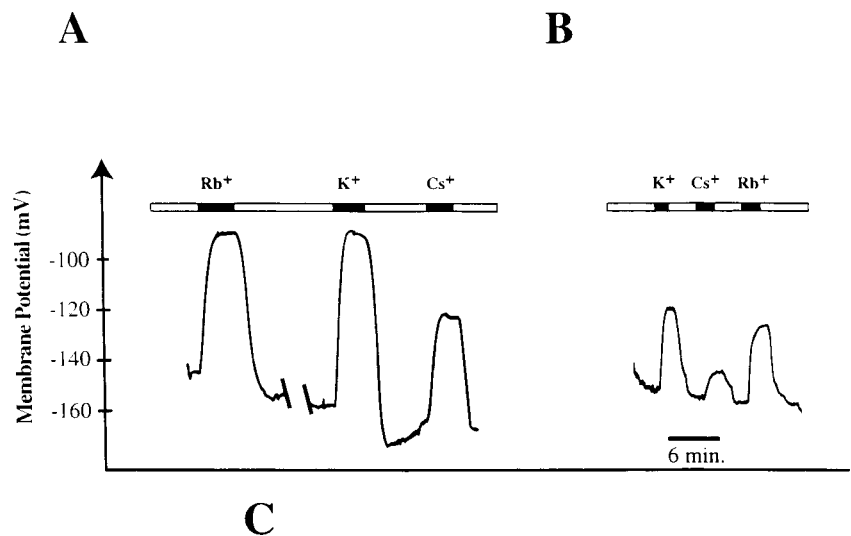 A
B
Rb+
K+
Cs+
K+
Cs+
Rb+
Membrane Potential (mV)
-100
-120
-140
-160
6 min.
C